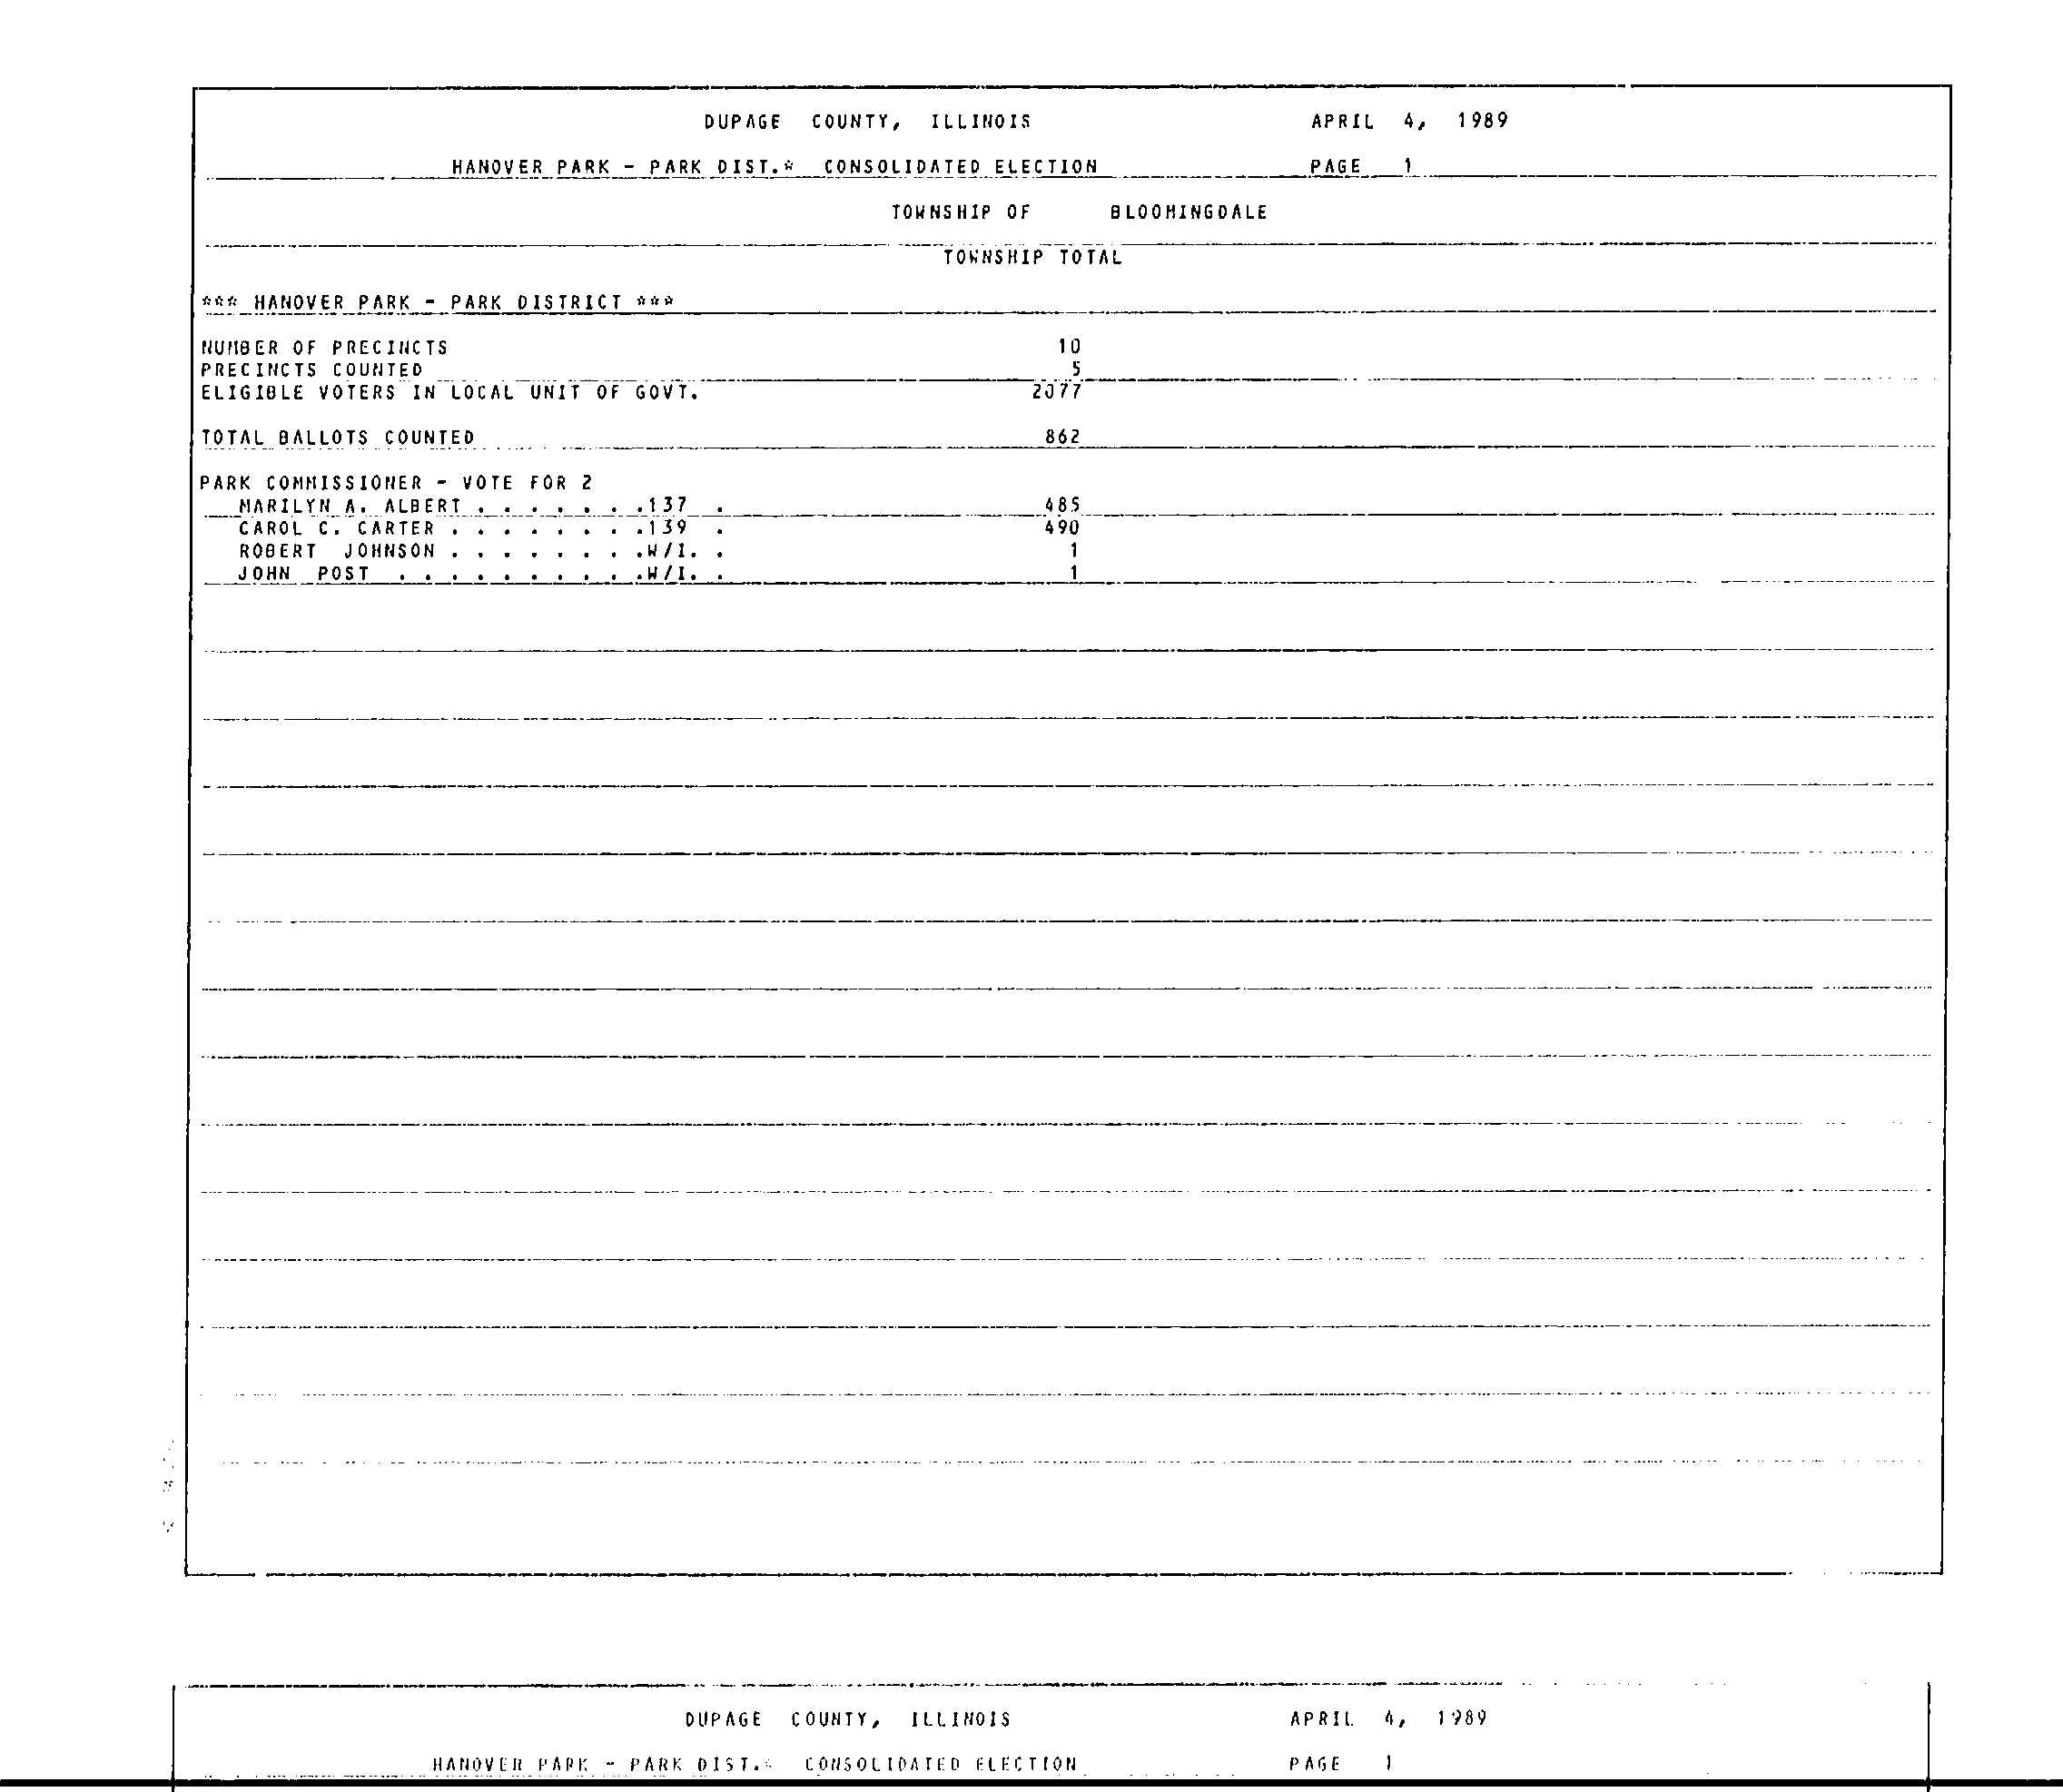 DUPAGE COUNTY, ILLINOIS APRIL 4, 1989
HANOVER PARK - PARK DIST.* CONSOLIDATED ELECTION PAGE 1
TOWNSHIP OF BLOOMINGDALE
TOWNSHIP TOTAL
*** HANOVER PARK - PARK DISTRICT ***
NUMBER OF PRECINCTS 10
PRECINCTS COUNTED 5
ELIGIBLE VOTERS IN LOCAL UNIT OF GOVT.
TOTAL BALLOTS COUNTED 862
PARK COMMISSIONER - VOTE FOR 2
MARILYN A. ALBERT . . . . . . .137 . 485
CAROL C. CARTER . . . . . . . .139 . 490
ROBERT JOHNSON . . . . . . . .W/I. . 1
JOHN POST . . . . . . . . . .W/I. . 1
DUPAGE COUNTY, ILLINOIS APRIL 4, 1989
HANOVER PARK - PARK DIST.* CONSOLIDATED ELECTION PAGE 1